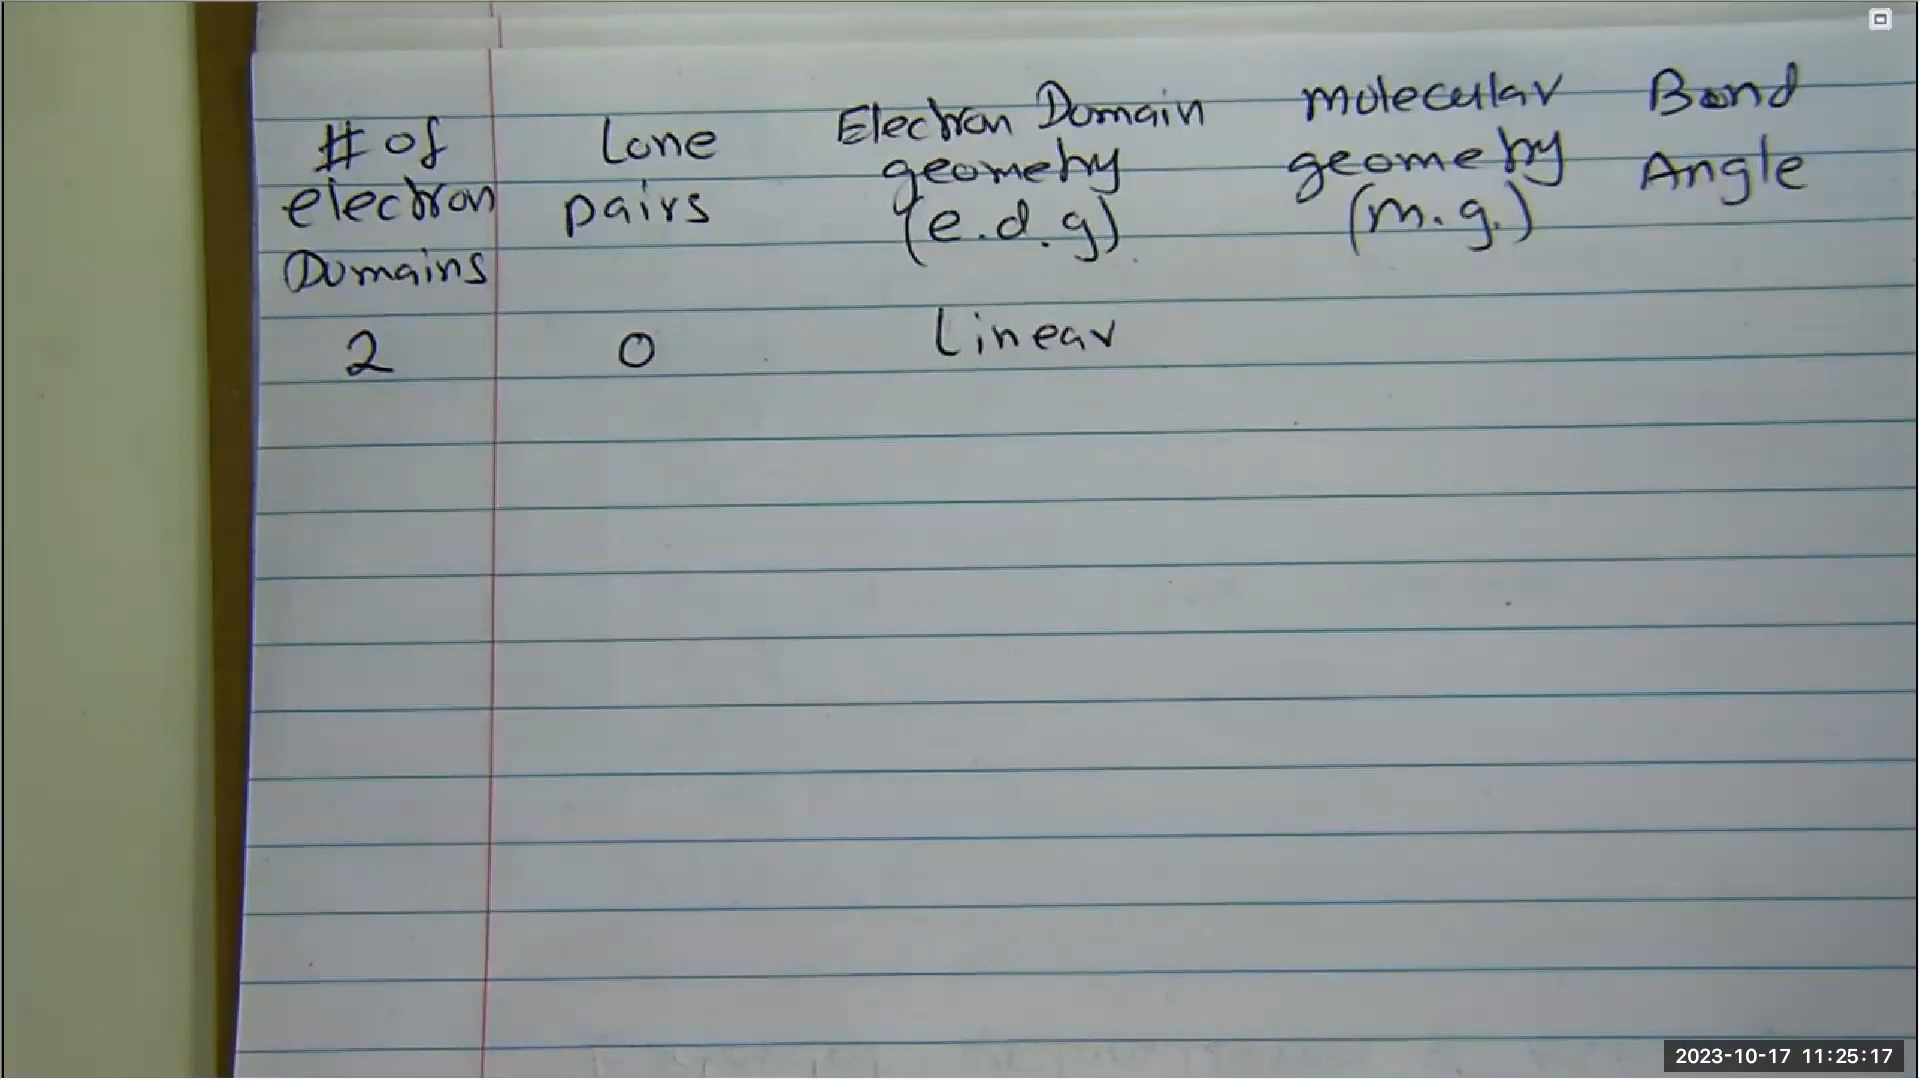 # of Lone Electron Domain molecular Bond
electron pairs geometry geometry Angle
Domains (e.d.g) (m.g.)
2 0 Linear
2023-10-17 11:25:17